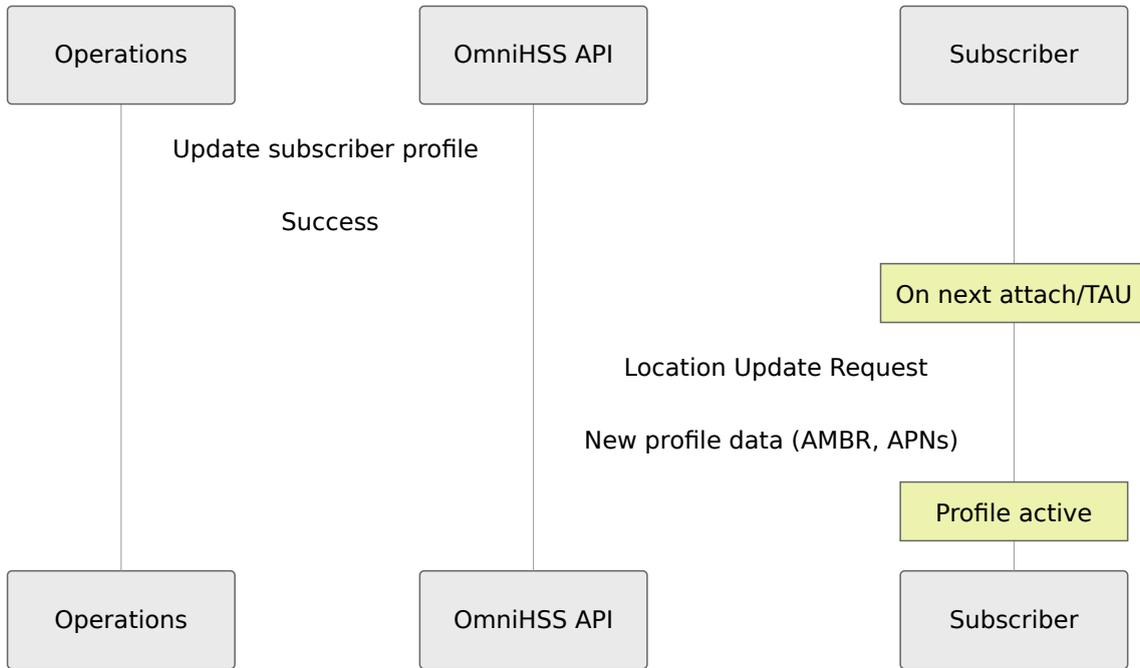 Operations
OmniHSS API
Subscriber
Update subscriber profile
Success
On next attach/TAU
Location Update Request
New profile data (AMBR, APNs)
Profile active
Operations
OmniHSS API
Subscriber